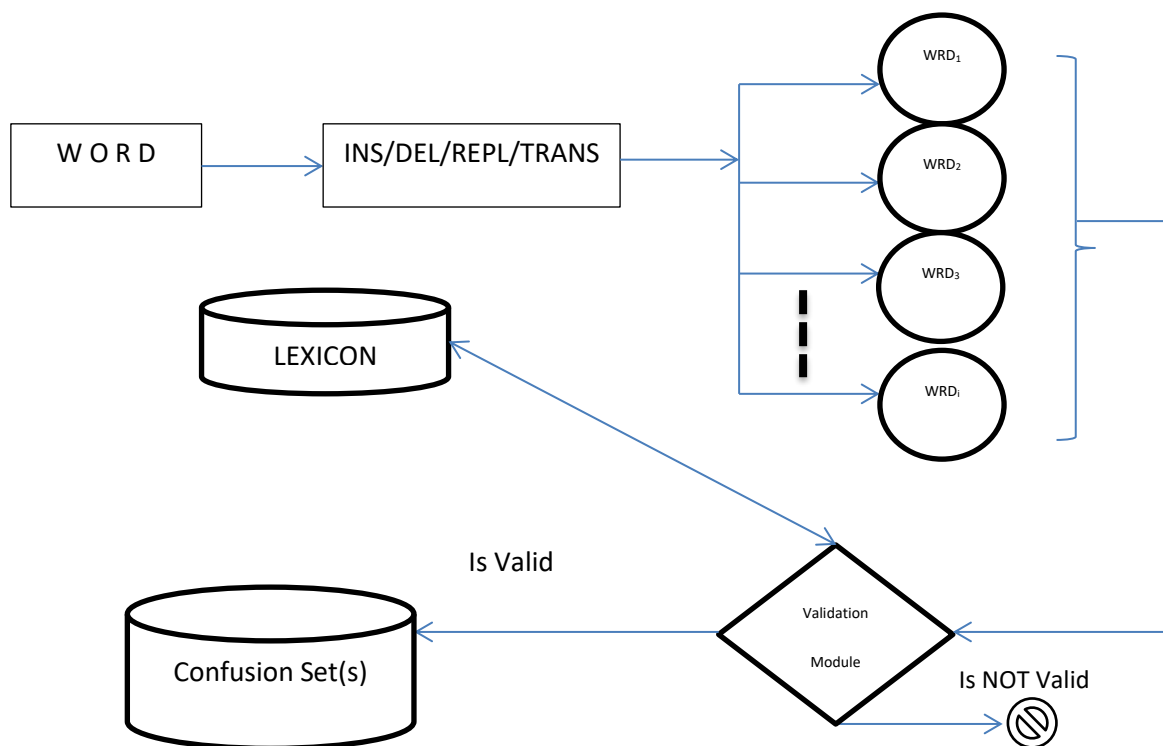 WRD₁
W O R D
INS/DEL/REPL/TRANS
WRD₂
WRD₃
LEXICON
WRDᵢ
Is Valid
Validation
Module
Confusion Set(s)
Is NOT Valid